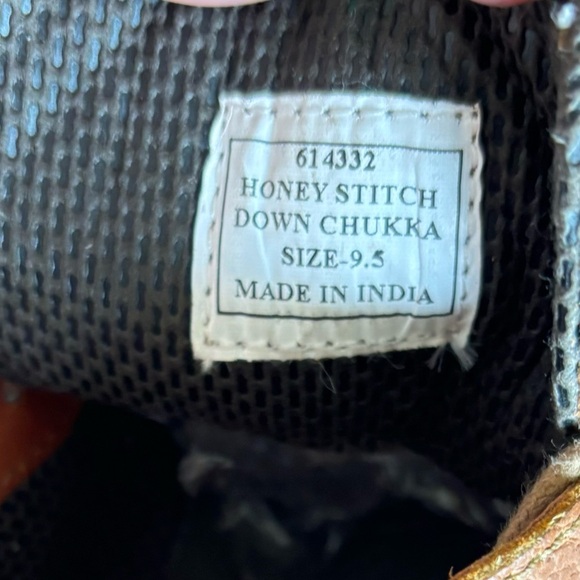 614332
HONEY STITCH
DOWN CHUKKA
SIZE-9.5
MADE IN INDIA